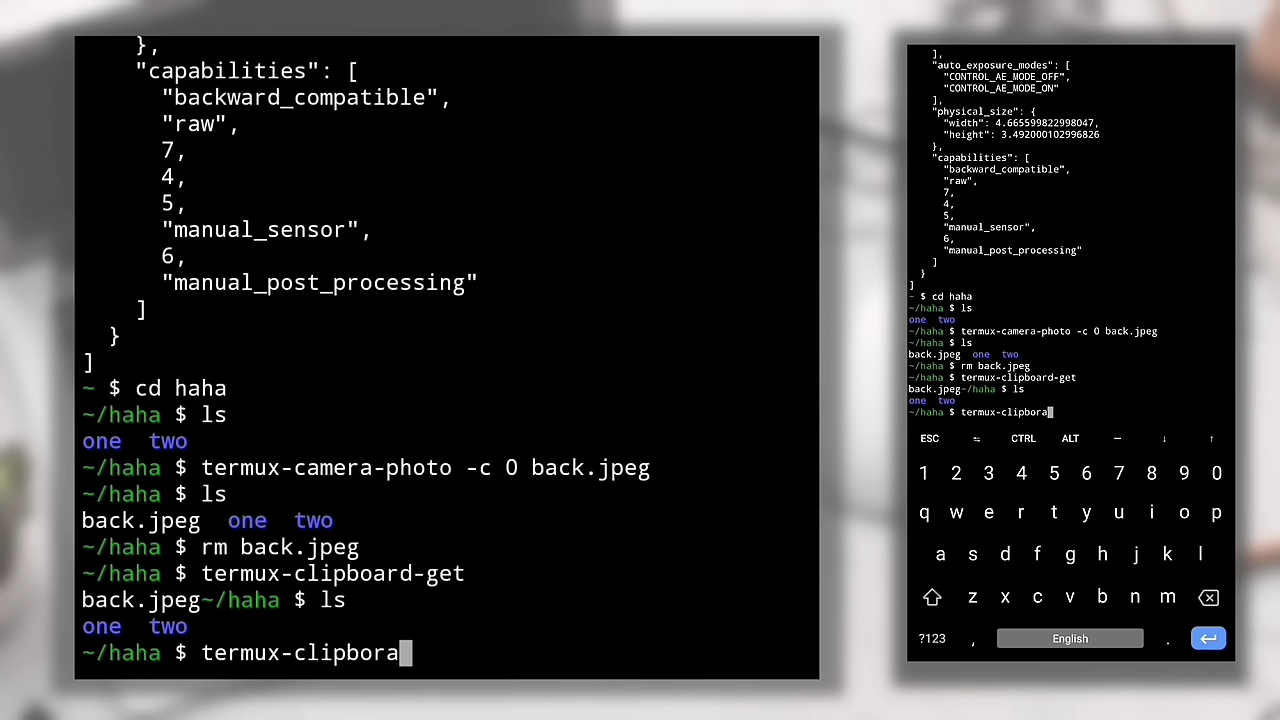 },
"capabilities": [
"backward_compatible",
"raw",
7,
4,
5,
"manual_sensor",
6,
"manual_post_processing"
]
}
]
~ $ cd haha
~/haha $ ls
one two
~/haha $ termux-camera-photo -c 0 back.jpeg
~/haha $ ls
back.jpeg one two
~/haha $ rm back.jpeg
~/haha $ termux-clipboard-get
back.jpeg~/haha $ ls
one two
~/haha $ termux-clipbora
],
"auto_exposure_modes": [
"CONTROL_AE_MODE_OFF",
"CONTROL_AE_MODE_ON"
],
"physical_size": {
"width": 4.665599822998047,
"height": 3.492000102996826
},
"capabilities": [
"backward_compatible",
"raw",
7,
4,
5,
"manual_sensor",
6,
"manual_post_processing"
]
}
]
~ $ cd haha
~/haha $ ls
one two
~/haha $ termux-camera-photo -c 0 back.jpeg
~/haha $ ls
back.jpeg one two
~/haha $ rm back.jpeg
~/haha $ termux-clipboard-get
back.jpeg~/haha $ ls
one two
~/haha $ termux-clipbora
ESC ⇆ CTRL ALT — ↓ ↑
1 2 3 4 5 6 7 8 9 0
q w e r t y u i o p
a s d f g h j k l
z x c v b n m
?123 , English .